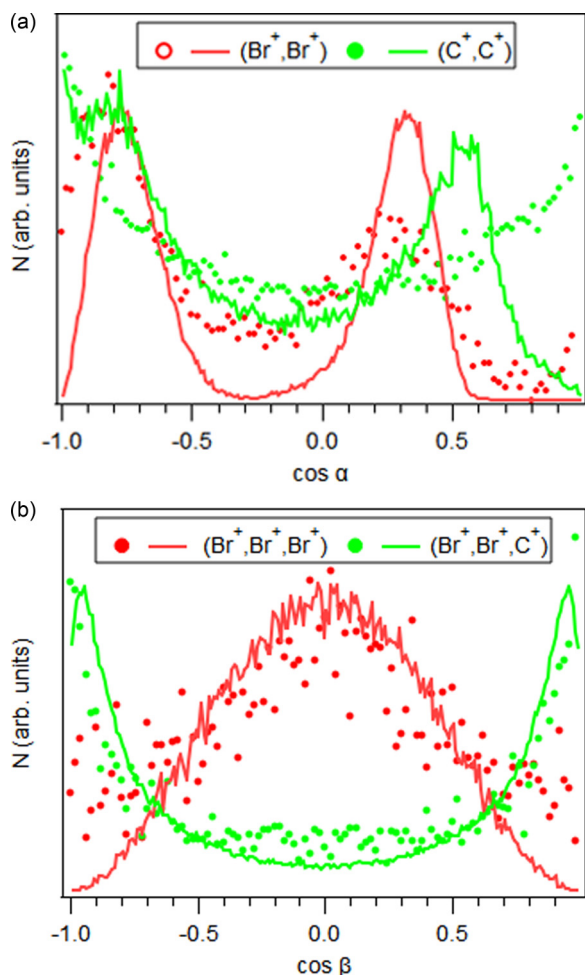 (a)
(Br⁺,Br⁺) (C⁺,C⁺)
N (arb. units)
-1.0 -0.5 0.0 0.5
cos α
(b)
(Br⁺,Br⁺,Br⁺) (Br⁺,Br⁺,C⁺)
N (arb. units)
-1.0 -0.5 0.0 0.5
cos β